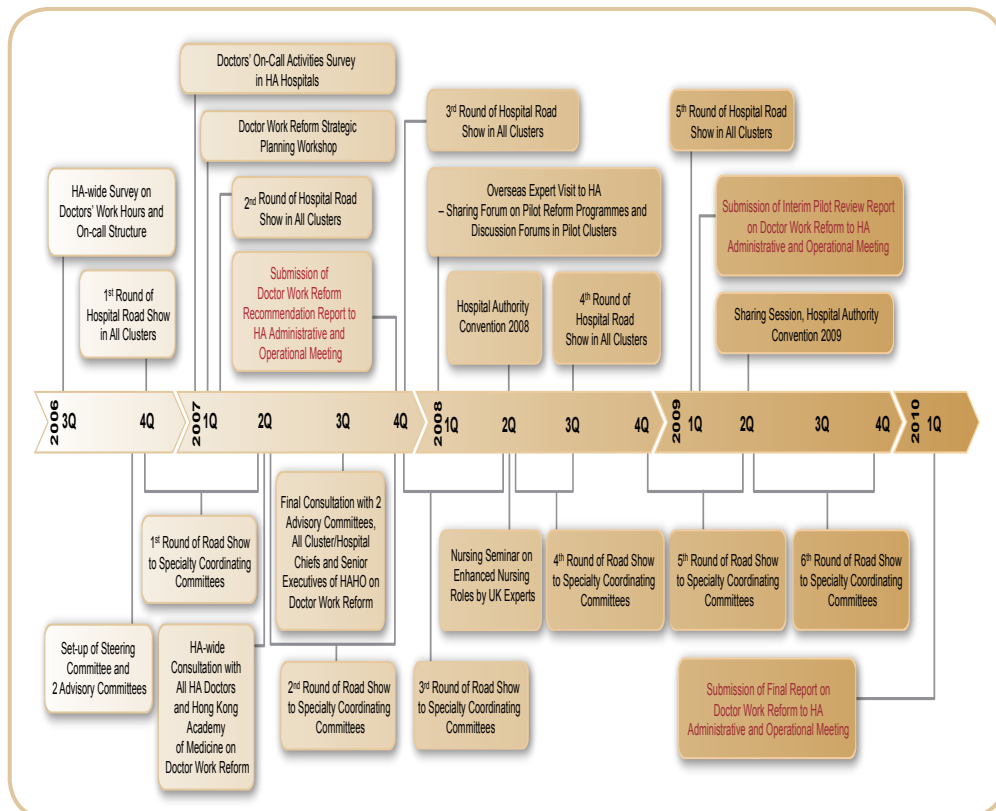 Doctors' On-Call Activities Survey
in HA Hospitals
Doctor Work Reform Strategic
Planning Workshop
HA-wide Survey on
Doctors' Work Hours and
On-call Structure
2nd Round of Hospital Road
Show in All Clusters
1st Round of
Hospital Road Show
in All Clusters
Submission of
Doctor Work Reform
Recommendation Report to
HA Administrative and
Operational Meeting
3rd Round of Hospital Road
Show in All Clusters
Overseas Expert Visit to HA
– Sharing Forum on Pilot Reform Programmes and
Discussion Forums in Pilot Clusters
Hospital Authority
Convention 2008
4th Round of
Hospital Road
Show in All Clusters
5th Round of Hospital Road
Show in All Clusters
Submission of Interim Pilot Review Report
on Doctor Work Reform to HA
Administrative and Operational Meeting
Sharing Session, Hospital Authority
Convention 2009
2006 3Q 4Q 2007 1Q 2Q 3Q 4Q 2008 1Q 2Q 3Q 4Q 2009 1Q 2Q 3Q 4Q 2010 1Q
1st Round of Road Show
to Specialty Coordinating
Committees
Final Consultation with 2
Advisory Committees,
All Cluster/Hospital
Chiefs and Senior
Executives of HAHO on
Doctor Work Reform
Nursing Seminar on
Enhanced Nursing
Roles by UK Experts
4th Round of Road Show
to Specialty Coordinating
Committees
5th Round of Road Show
to Specialty Coordinating
Committees
6th Round of Road Show
to Specialty Coordinating
Committees
Set-up of Steering
Committee and
2 Advisory Committees
HA-wide
Consultation with
All HA Doctors
and Hong Kong
Academy
of Medicine on
Doctor Work Reform
2nd Round of Road Show
to Specialty Coordinating
Committees
3rd Round of Road Show
to Specialty Coordinating
Committees
Submission of Final Report on
Doctor Work Reform to HA
Administrative and Operational Meeting